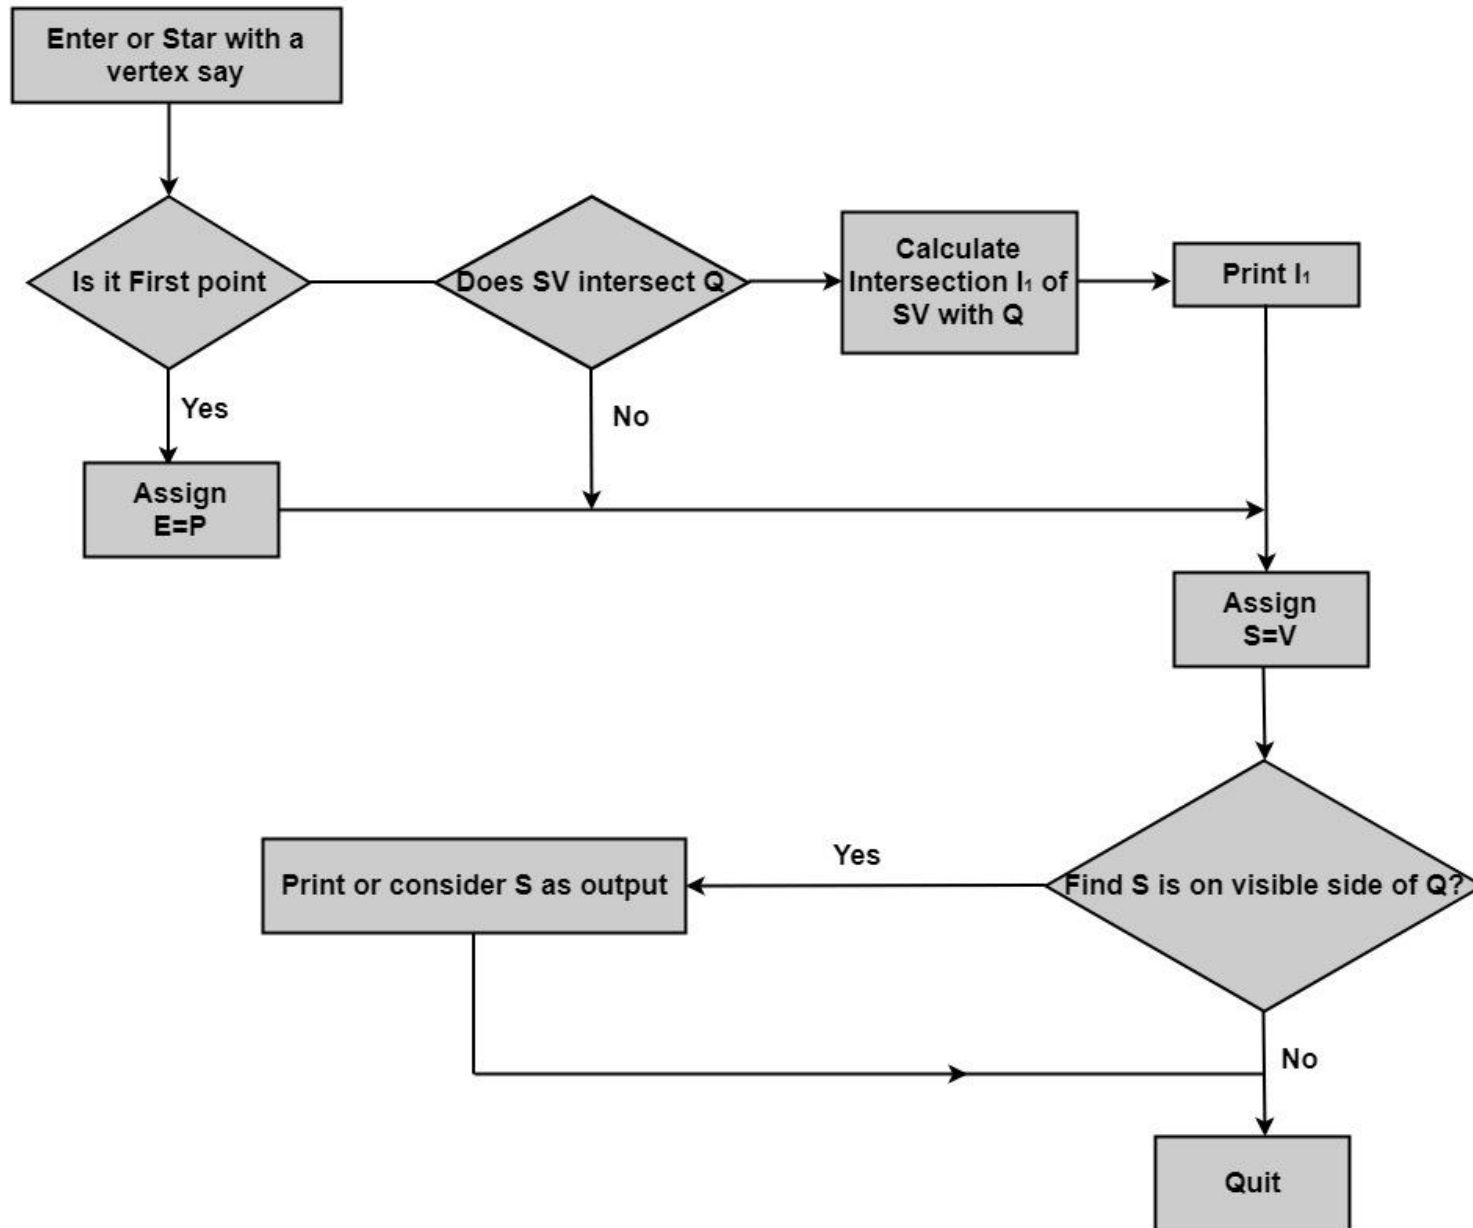 Enter or Star with a
vertex say
Is it First point
Does SV intersect Q
Calculate
Intersection I₁ of
SV with Q
Print I₁
Yes
No
Assign
E=P
Assign
S=V
Yes
Print or consider S as output
Find S is on visible side of Q?
No
Quit